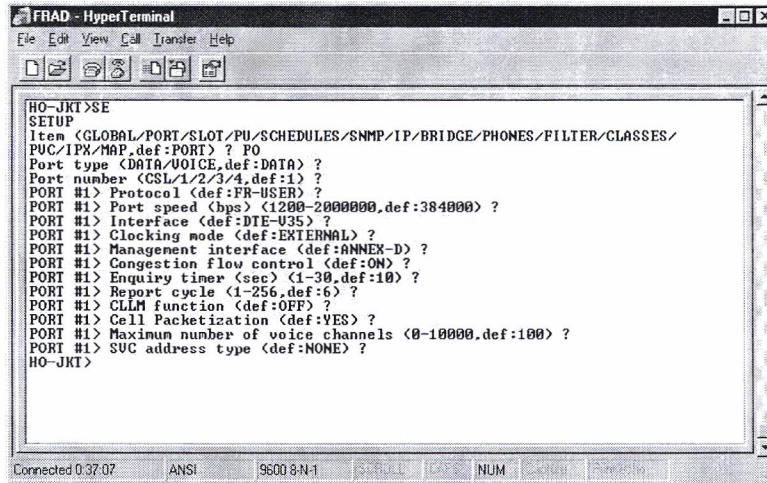 FRAD - HyperTerminal
File Edit View Call Transfer Help
HO-JKT>SE
SETUP
Item (GLOBAL/PORT/SLOT/PU/SCHEDULES/SNMP/IP/BRIDGE/PHONES/FILTER/CLASSES/
PVC/IPX/MAP,def:PORT) ? PO
Port type (DATA/VOICE,def:DATA) ?
Port number (CSL/1/2/3/4,def:1) ?
PORT #1> Protocol (def:FR-USER) ?
PORT #1> Port speed (bps) (1200-2000000,def:384000) ?
PORT #1> Interface (def:DTE-V35) ?
PORT #1> Clocking mode (def:EXTERNAL) ?
PORT #1> Management interface (def:ANNEX-D) ?
PORT #1> Congestion flow control (def:ON) ?
PORT #1> Enquiry timer (sec) (1-30,def:10) ?
PORT #1> Report cycle (1-256,def:6) ?
PORT #1> CLLM function (def:OFF) ?
PORT #1> Cell Packetization (def:YES) ?
PORT #1> Maximum number of voice channels (0-10000,def:100) ?
PORT #1> SVC address type (def:NONE) ?
HO-JKT>
Connected 0:37:07 ANSI 9600 8-N-1 SCROLL CAPS NUM Capture